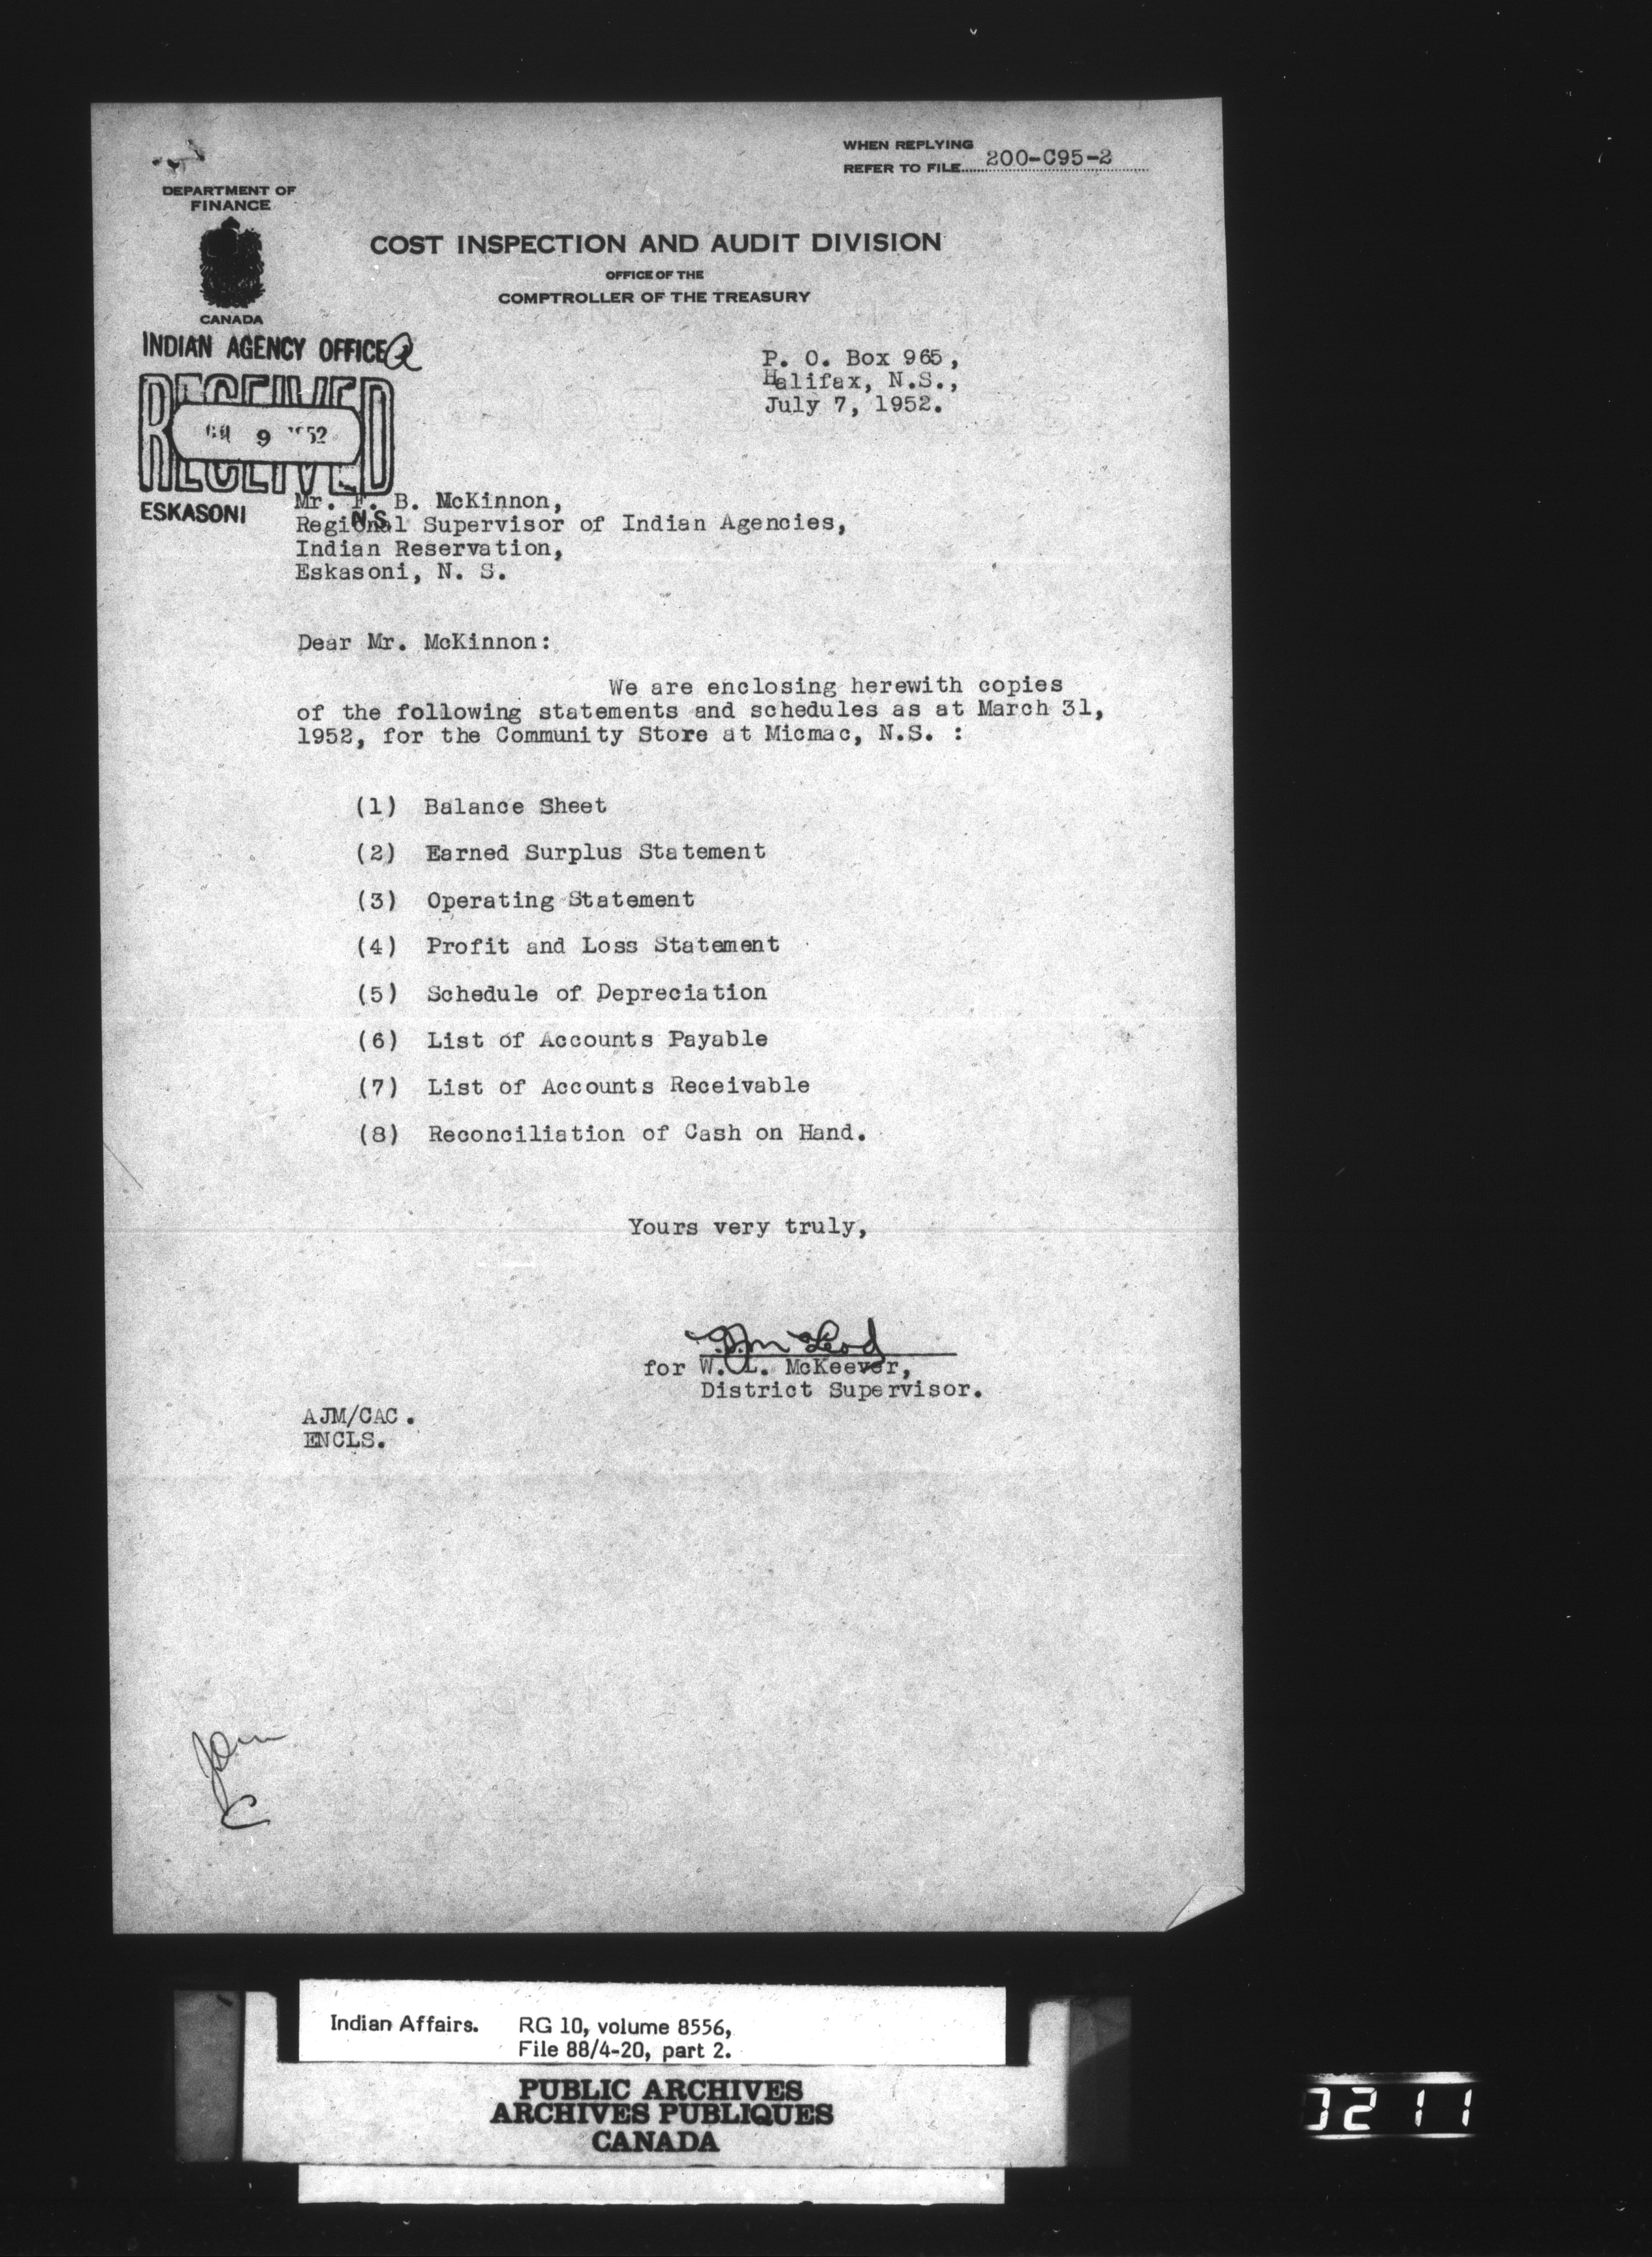 WHEN REPLYING
REFER TO FILE......200-C95-2
DEPARTMENT OF
FINANCE
CANADA
COST INSPECTION AND AUDIT DIVISION
OFFICE OF THE
COMPTROLLER OF THE TREASURY
INDIAN AGENCY OFFICE
RECEIVED
9 1952
ESKASONI
N.S.
P. O. Box 965,
Halifax, N.S.,
July 7, 1952.
Mr. F. B. McKinnon,
Regional Supervisor of Indian Agencies,
Indian Reservation,
Eskasoni, N. S.
Dear Mr. McKinnon:
We are enclosing herewith copies
of the following statements and schedules as at March 31,
1952, for the Community Store at Micmac, N.S. :
(1) Balance Sheet
(2) Earned Surplus Statement
(3) Operating Statement
(4) Profit and Loss Statement
(5) Schedule of Depreciation
(6) List of Accounts Payable
(7) List of Accounts Receivable
(8) Reconciliation of Cash on Hand.
Yours very truly,
for W. L. McKeever,
District Supervisor.
AJM/CAC.
ENCLS.
Indian Affairs. RG 10, volume 8556,
File 88/4-20, part 2.
PUBLIC ARCHIVES
ARCHIVES PUBLIQUES
CANADA
0211